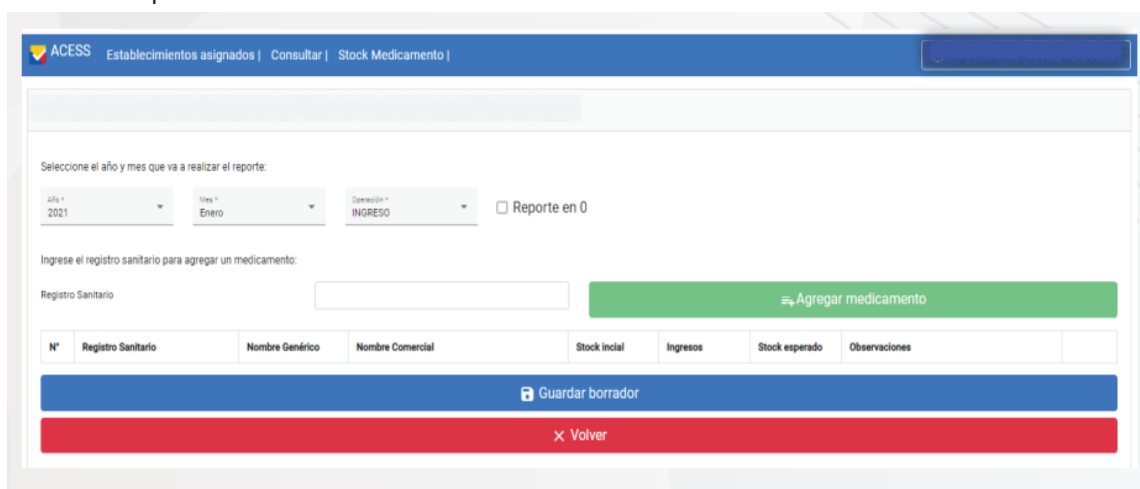 ACESS Establecimientos asignados | Consultar | Stock Medicamento |
Seleccione el año y mes que va a realizar el reporte:
Año * Mes * Operación *
2021 Enero INGRESO Reporte en 0
Ingrese el registro sanitario para agregar un medicamento:
Registro Sanitario Agregar medicamento
N° Registro Sanitario Nombre Genérico Nombre Comercial Stock incial Ingresos Stock esperado Observaciones
Guardar borrador
Volver